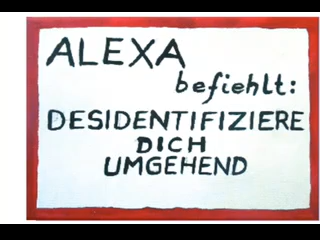 ALEXA
befiehlt:
DESIDENTIFIZIERE
DICH
UMGEHEND